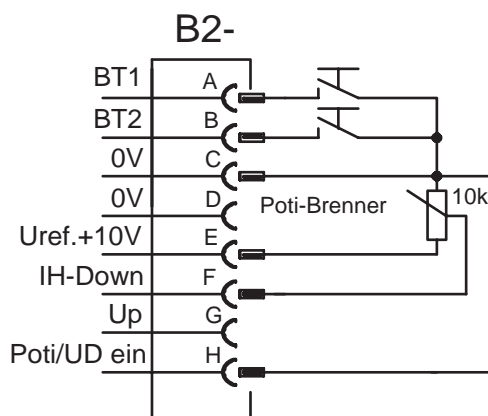 B2-
BT1 A
BT2 B
0V C
0V D Poti-Brenner 10k
Uref.+10V E
IH-Down F
Up G
Poti/UD ein H